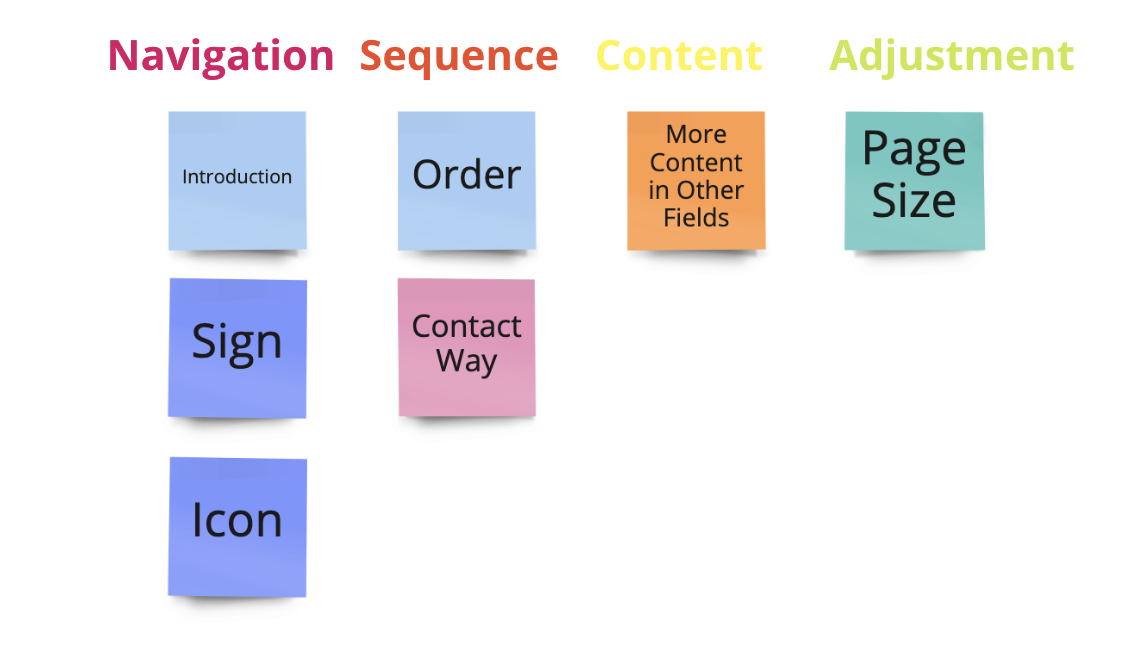 Navigation Sequence Content Adjustment
Introduction
Order
More
Content
in Other
Fields
Page
Size
Sign
Contact
Way
Icon